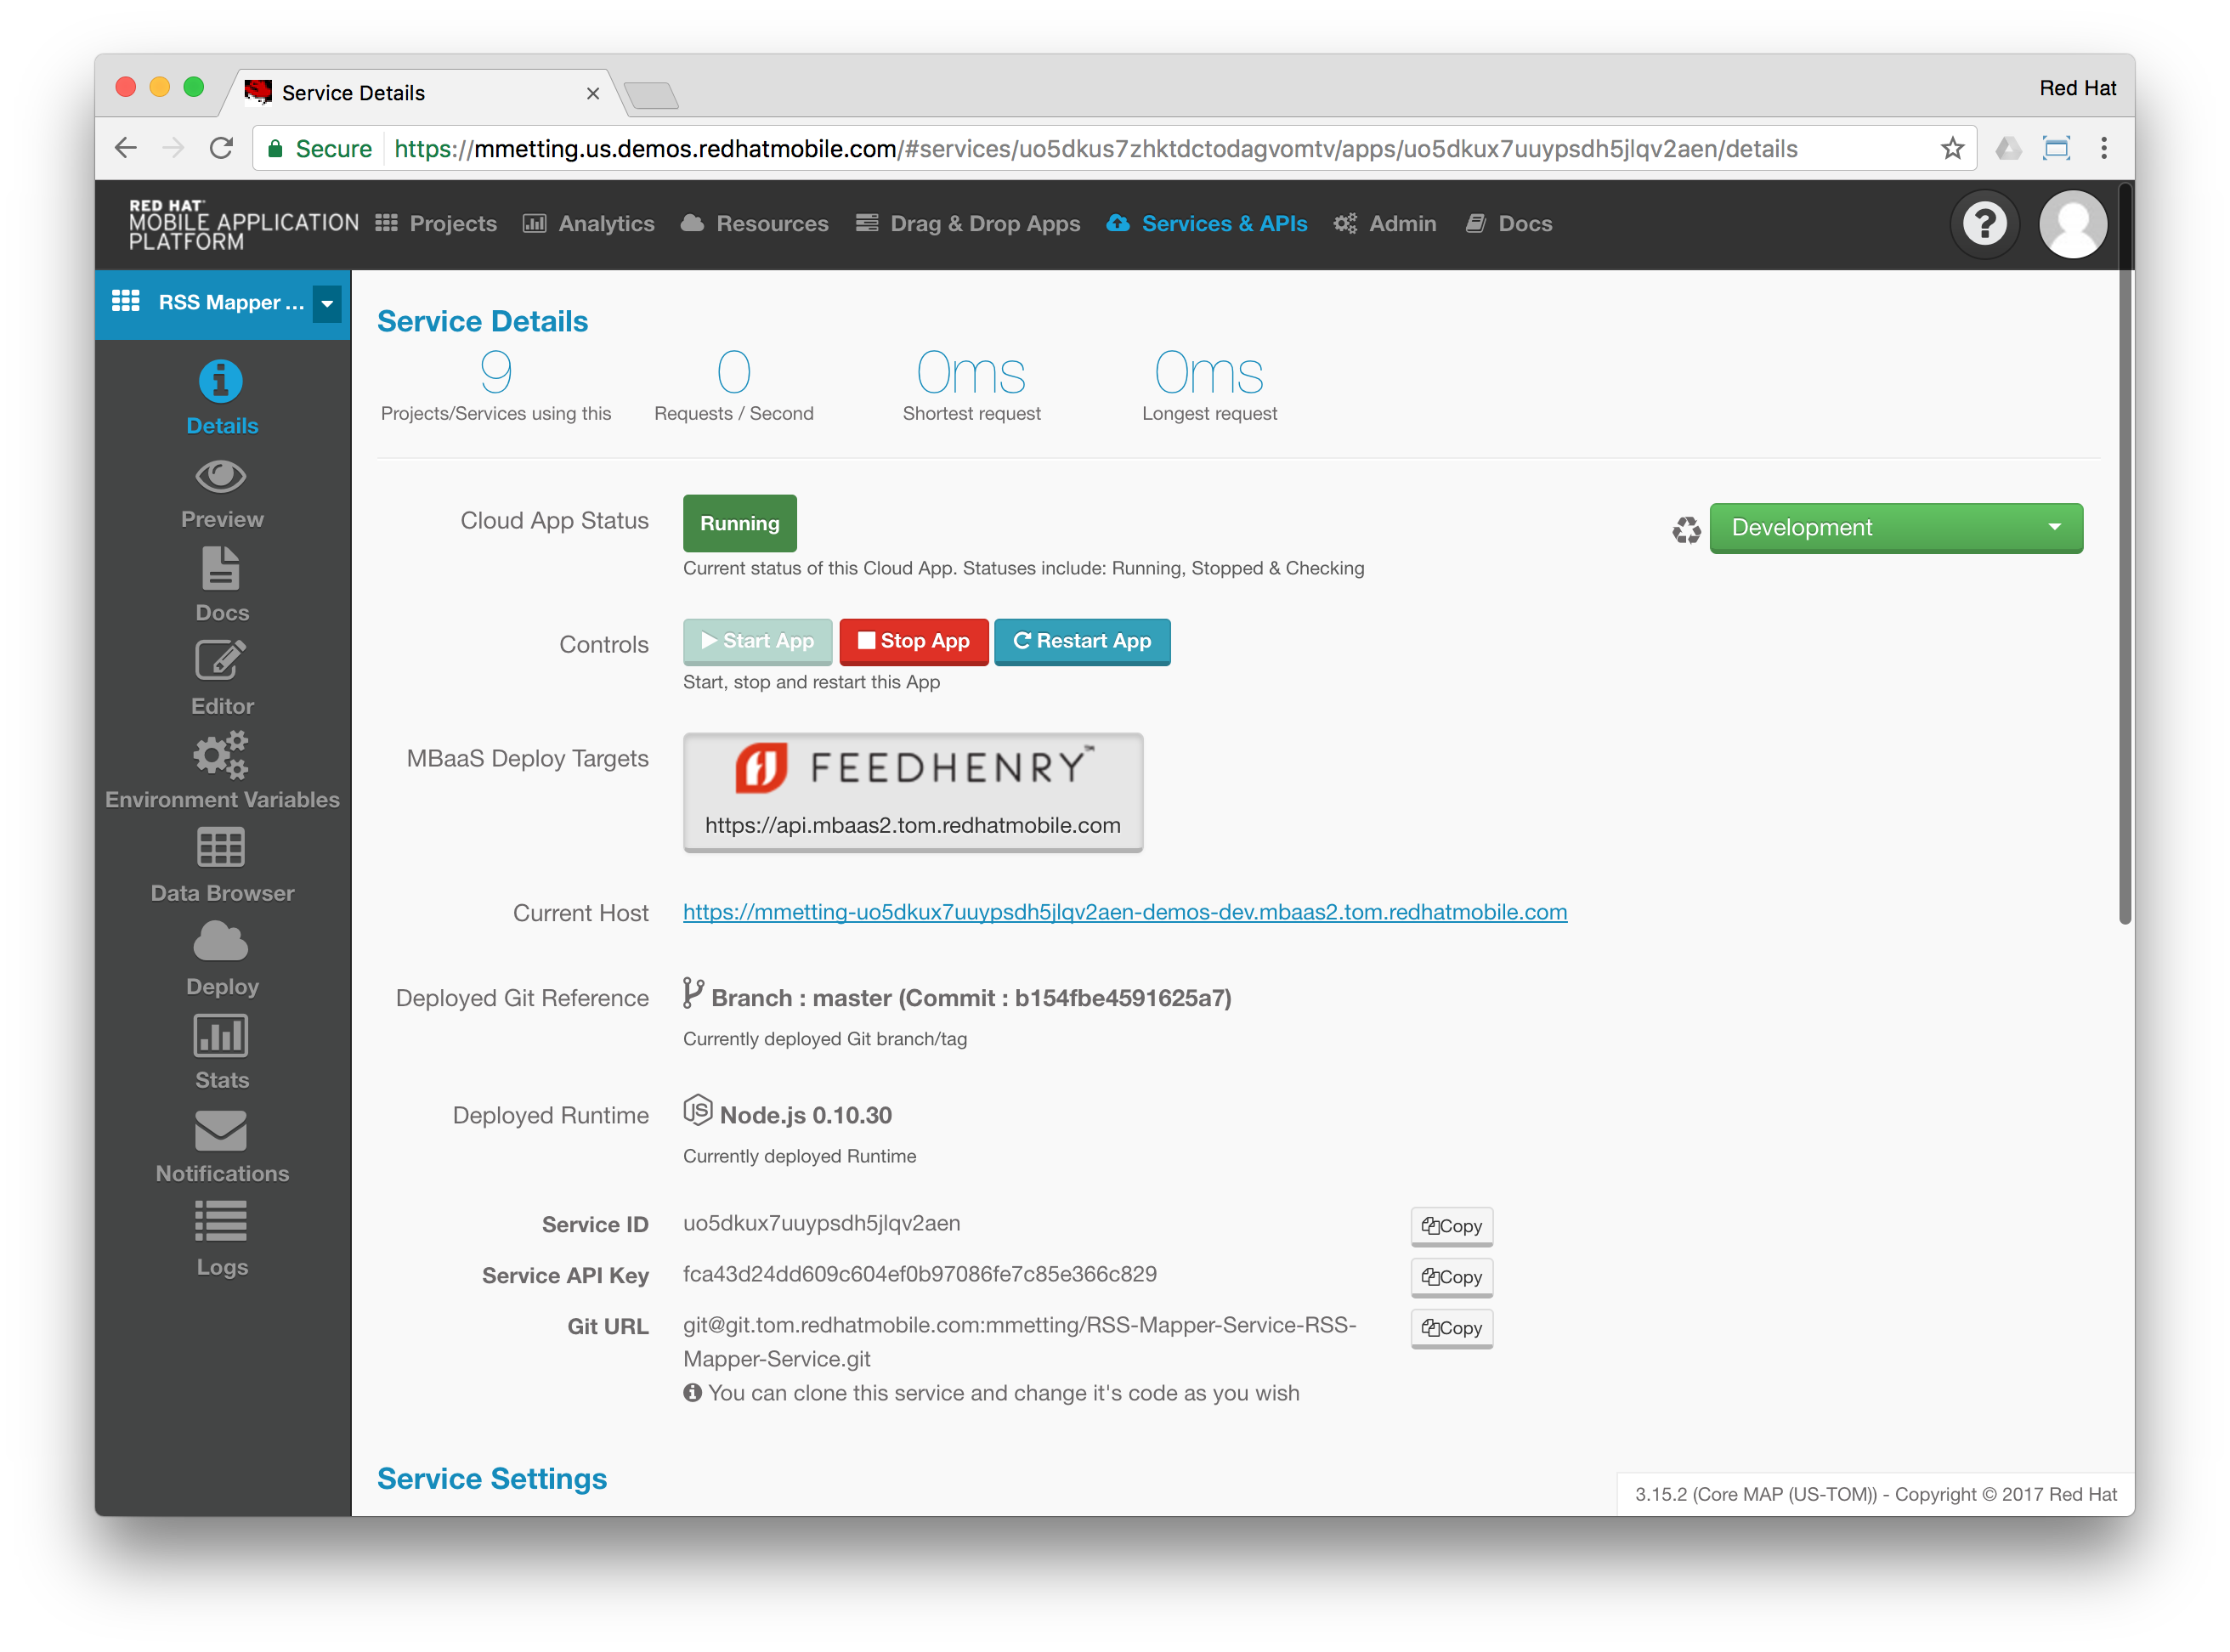 Service Details
Red Hat
Secure https://mmetting.us.demos.redhatmobile.com/#services/uo5dkus7zhktdctodagvomtv/apps/uo5dkux7uuypsdh5jlqv2aen/details
RED HAT
MOBILE APPLICATION
PLATFORM
Projects Analytics Resources Drag & Drop Apps Services & APIs Admin Docs
RSS Mapper ...
Details
Preview
Docs
Editor
Environment Variables
Data Browser
Deploy
Stats
Notifications
Logs
Service Details
9 0 0ms 0ms
Projects/Services using this Requests / Second Shortest request Longest request
Cloud App Status Running Development
Current status of this Cloud App. Statuses include: Running, Stopped & Checking
Controls Start App Stop App Restart App
Start, stop and restart this App
MBaaS Deploy Targets FEEDHENRY™
https://api.mbaas2.tom.redhatmobile.com
Current Host https://mmetting-uo5dkux7uuypsdh5jlqv2aen-demos-dev.mbaas2.tom.redhatmobile.com
Deployed Git Reference Branch : master (Commit : b154fbe4591625a7)
Currently deployed Git branch/tag
Deployed Runtime JS Node.js 0.10.30
Currently deployed Runtime
Service ID uo5dkux7uuypsdh5jlqv2aen Copy
Service API Key fca43d24dd609c604ef0b97086fe7c85e366c829 Copy
Git URL git@git.tom.redhatmobile.com:mmetting/RSS-Mapper-Service-RSS- Copy
Mapper-Service.git
You can clone this service and change it's code as you wish
Service Settings
3.15.2 (Core MAP (US-TOM)) - Copyright © 2017 Red Hat